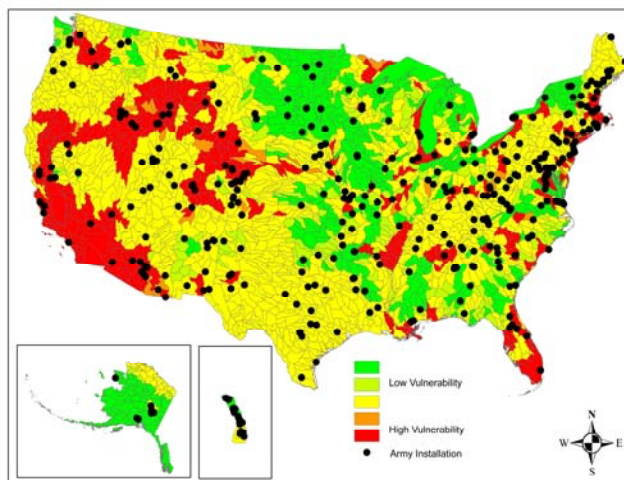 Low Vulnerability
High Vulnerability
Army Installation
N
W E
S